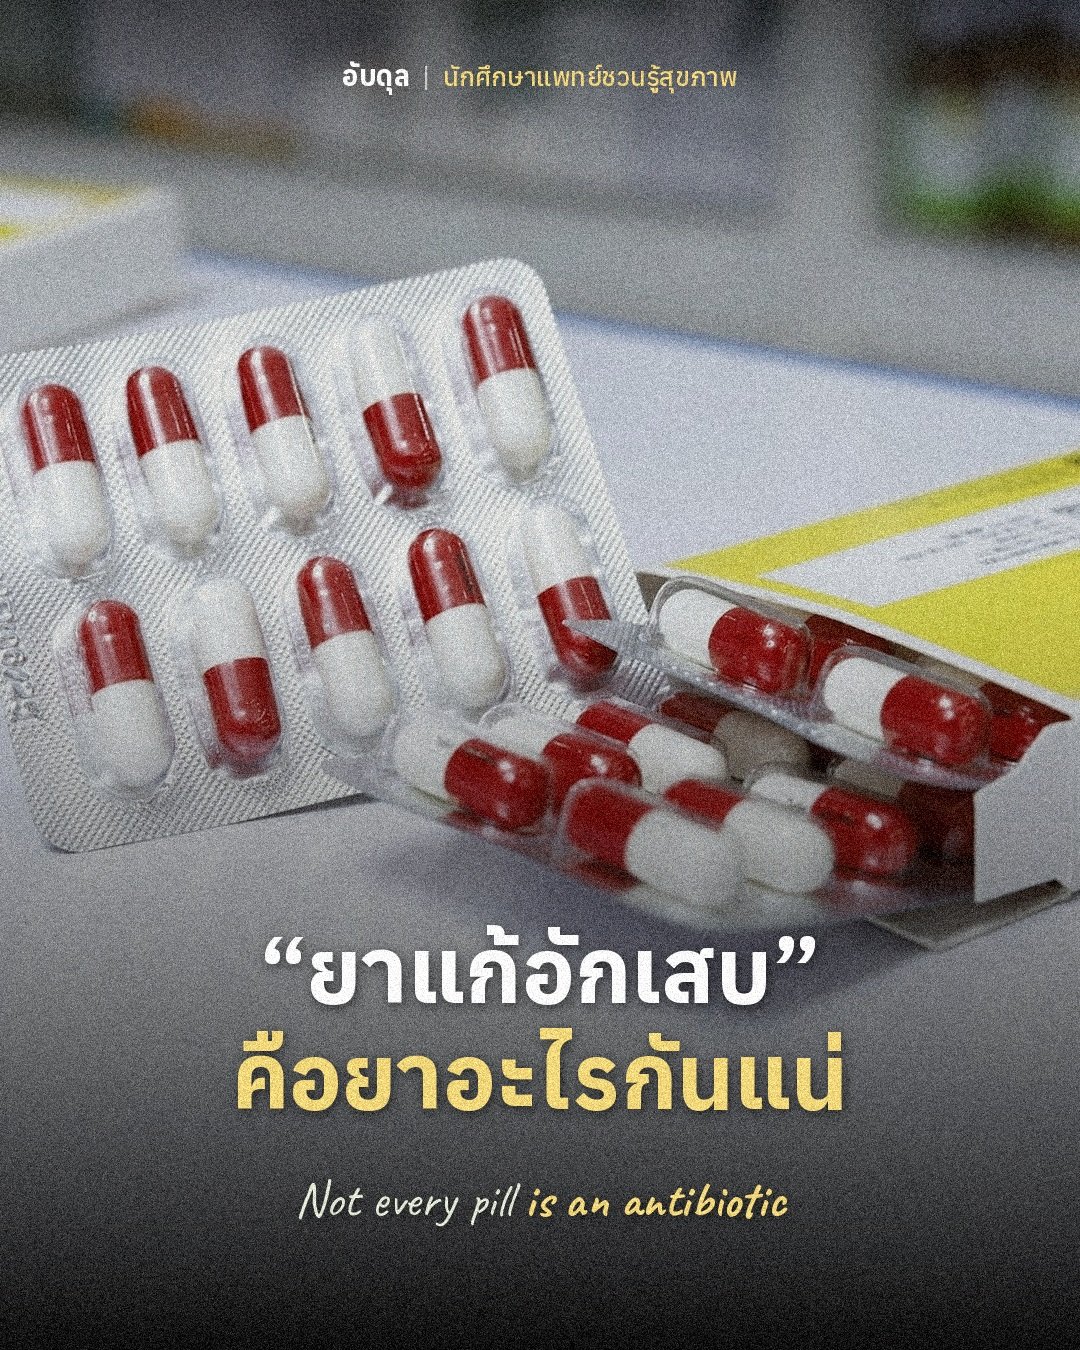 อับดุล | นักศึกษาแพทย์ชวนรู้สุขภาพ
“ยาแก้อักเสบ”
คือยาอะไรกันแน่
Not every pill is an antibiotic